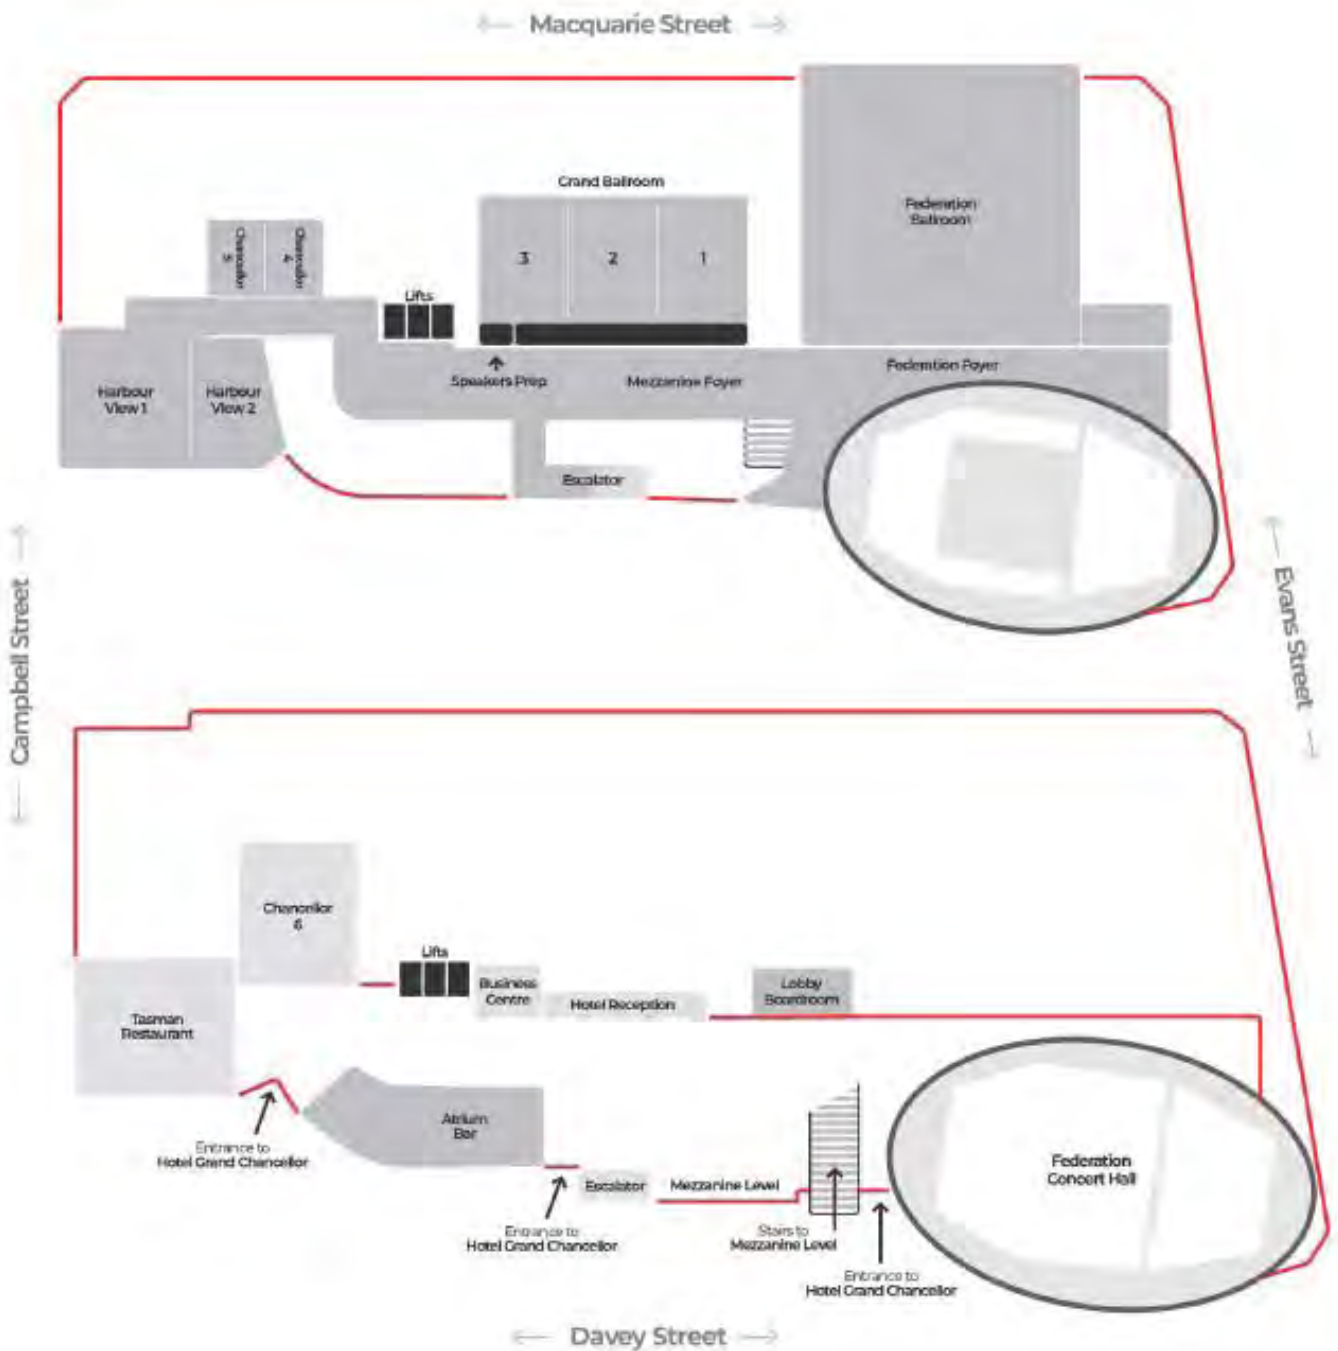 Macquarie Street
Grand Ballroom
3
2
1
Federation
Ballroom
Chancellor
5
Chancellor
4
Lifts
Harbour
View 1
Harbour
View 2
Speakers Prep
Mezzanine Foyer
Federation Foyer
Escalator
Campbell Street
Evans Street
Chancellor
6
Lifts
Business
Centre
Hotel Reception
Lobby
Boardroom
Tasman
Restaurant
Atrium
Bar
Entrance to
Hotel Grand Chancellor
Escalator
Mezzanine Level
Federation
Concert Hall
Entrance to
Hotel Grand Chancellor
Stairs to
Mezzanine Level
Entrance to
Hotel Grand Chancellor
Davey Street